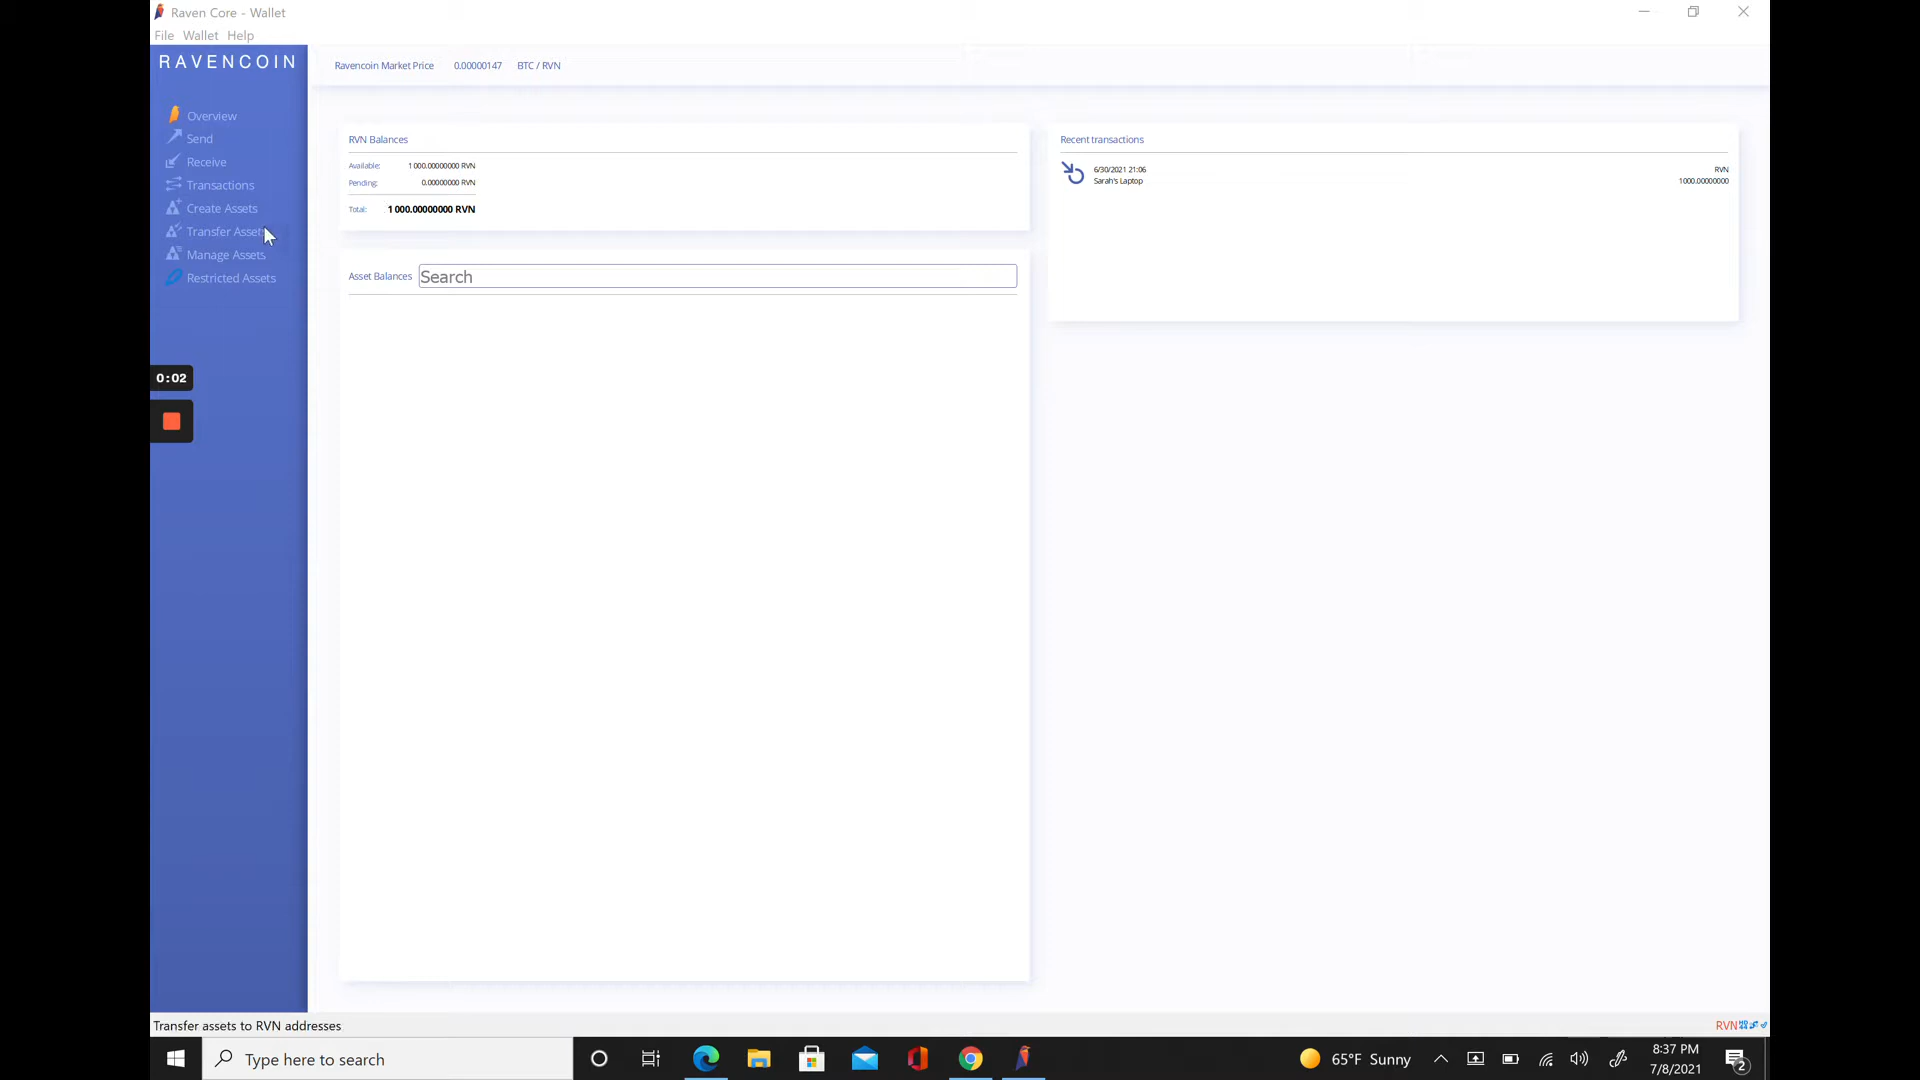 Raven Core - Wallet
File Wallet Help
RAVENCOIN
Ravencoin Market Price 0.00000147 BTC / RVN
Overview
Send
Receive
Transactions
Create Assets
Transfer Assets
Manage Assets
Restricted Assets
0:02
RVN Balances
Available: 1 000.00000000 RVN
Pending: 0.00000000 RVN
Total: 1 000.00000000 RVN
Asset Balances Search
Recent transactions
6/30/2021 21:06 RVN
Sarah's Laptop 1000.00000000
Transfer assets to RVN addresses
RVN
Type here to search
65°F Sunny
8:37 PM
7/8/2021
2